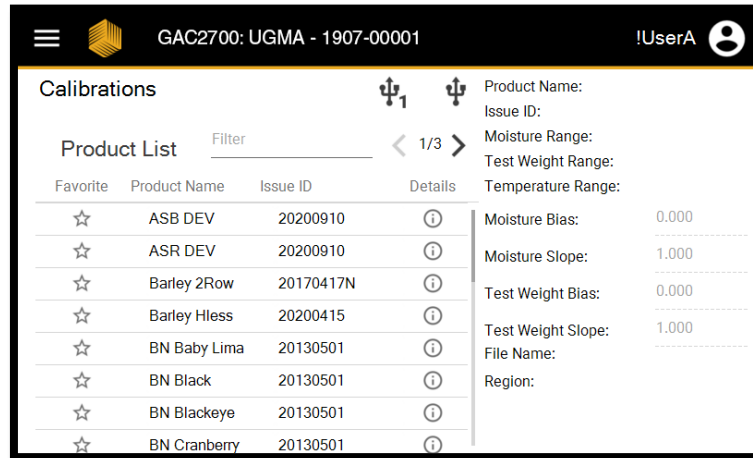 GAC2700: UGMA - 1907-00001 !UserA
Calibrations 1
Product List Filter 1/3
Favorite Product Name Issue ID Details
ASB DEV 20200910
ASR DEV 20200910
Barley 2Row 20170417N
Barley Hless 20200415
BN Baby Lima 20130501
BN Black 20130501
BN Blackeye 20130501
BN Cranberry 20130501
Product Name:
Issue ID:
Moisture Range:
Test Weight Range:
Temperature Range:
Moisture Bias: 0.000
Moisture Slope: 1.000
Test Weight Bias: 0.000
Test Weight Slope: 1.000
File Name:
Region: